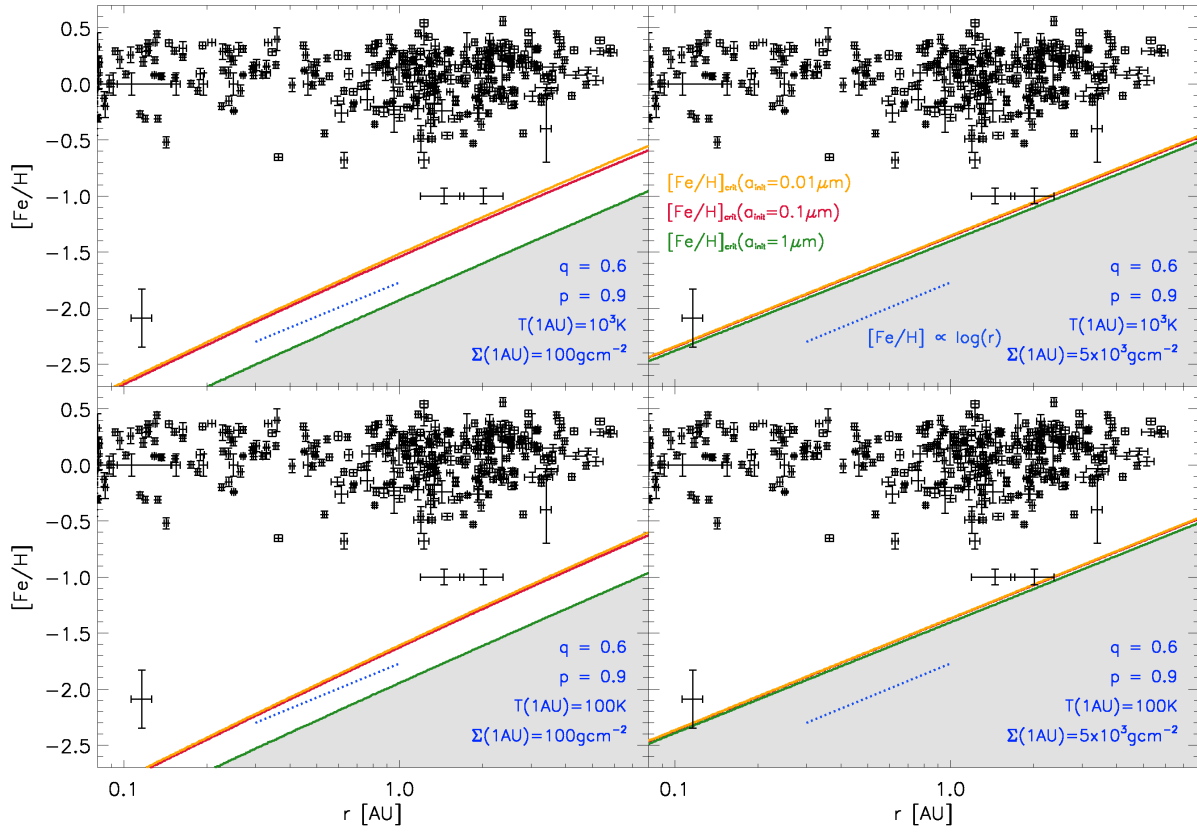 0.5
0.0
−0.5
−1.0
−1.5
−2.0
−2.5
[Fe/H]
q = 0.6
p = 0.9
T(1AU)=10³K
Σ(1AU)=100gcm⁻²
[Fe/H]crit(ainit=0.01μm)
[Fe/H]crit(ainit=0.1μm)
[Fe/H]crit(ainit=1μm)
q = 0.6
p = 0.9
T(1AU)=10³K
Σ(1AU)=5x10³gcm⁻²
[Fe/H] ∝ log(r)
0.5
0.0
−0.5
−1.0
−1.5
−2.0
−2.5
[Fe/H]
q = 0.6
p = 0.9
T(1AU)=100K
Σ(1AU)=100gcm⁻²
q = 0.6
p = 0.9
T(1AU)=100K
Σ(1AU)=5x10³gcm⁻²
0.1
1.0
r [AU]
0.1
1.0
r [AU]